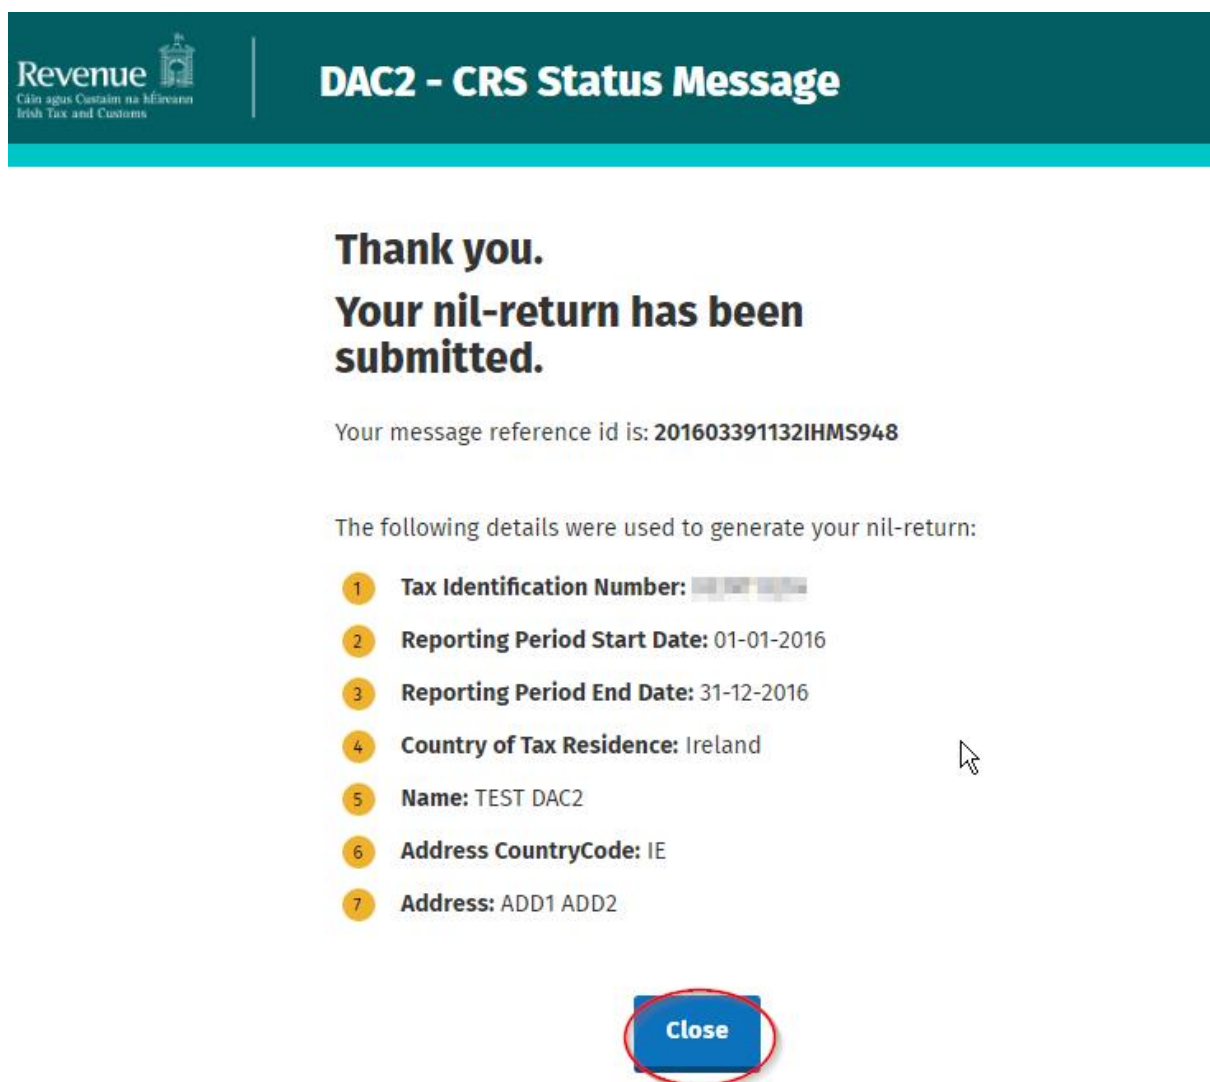 Revenue
Cáin agus Custaim na hÉireann
Irish Tax and Customs
DAC2 - CRS Status Message
Thank you.
Your nil-return has been
submitted.
Your message reference id is: 201603391132IHMS948
The following details were used to generate your nil-return:
1 Tax Identification Number:
2 Reporting Period Start Date: 01-01-2016
3 Reporting Period End Date: 31-12-2016
4 Country of Tax Residence: Ireland
5 Name: TEST DAC2
6 Address CountryCode: IE
7 Address: ADD1 ADD2
Close